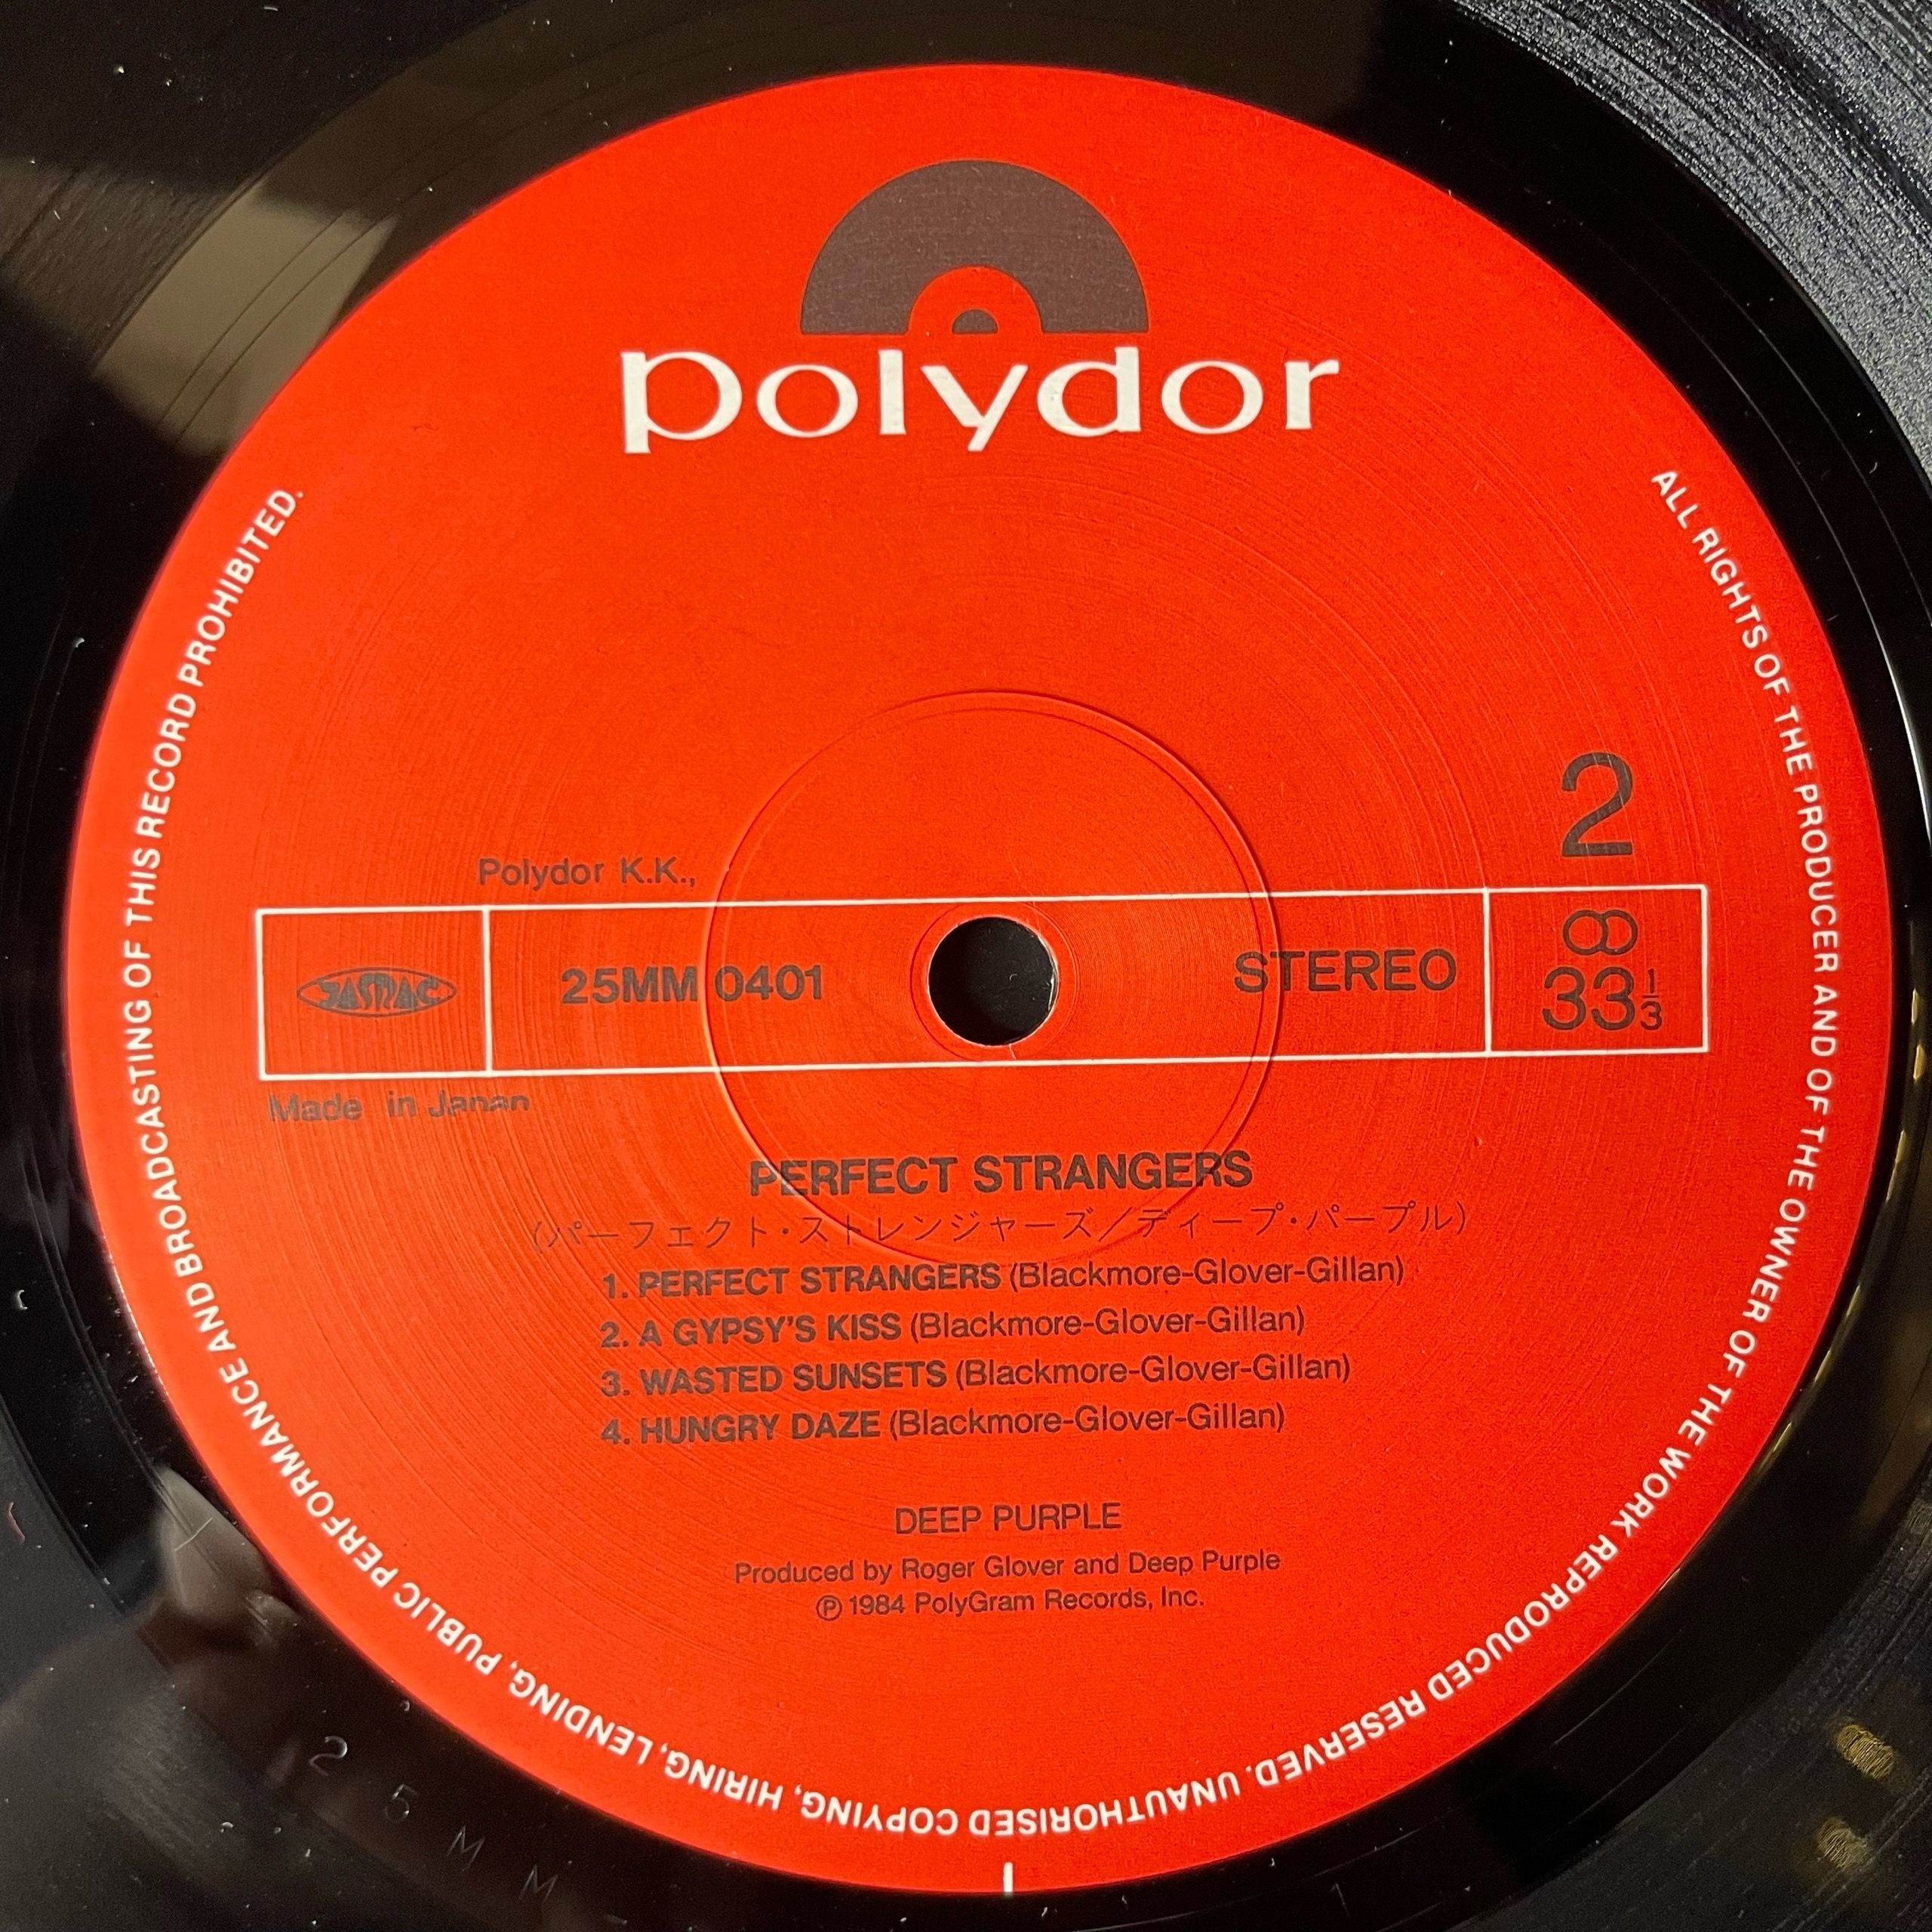 polydor
ALL RIGHTS OF THE PRODUCER AND OF THE OWNER OF THE WORK REPRODUCED RESERVED. UNAUTHORISED COPYING, HIRING, LENDING, PUBLIC PERFORMANCE AND BROADCASTING OF THIS RECORD PROHIBITED.
2
Polydor K.K.,
JASRAC 25MM 0401 STEREO 33 1/3
Made in Japan
PERFECT STRANGERS
(パーフェクト・ストレンジャーズ／ディープ・パープル)
1. PERFECT STRANGERS (Blackmore-Glover-Gillan)
2. A GYPSY'S KISS (Blackmore-Glover-Gillan)
3. WASTED SUNSETS (Blackmore-Glover-Gillan)
4. HUNGRY DAZE (Blackmore-Glover-Gillan)
DEEP PURPLE
Produced by Roger Glover and Deep Purple
Ⓟ 1984 PolyGram Records, Inc.
2 5 M M